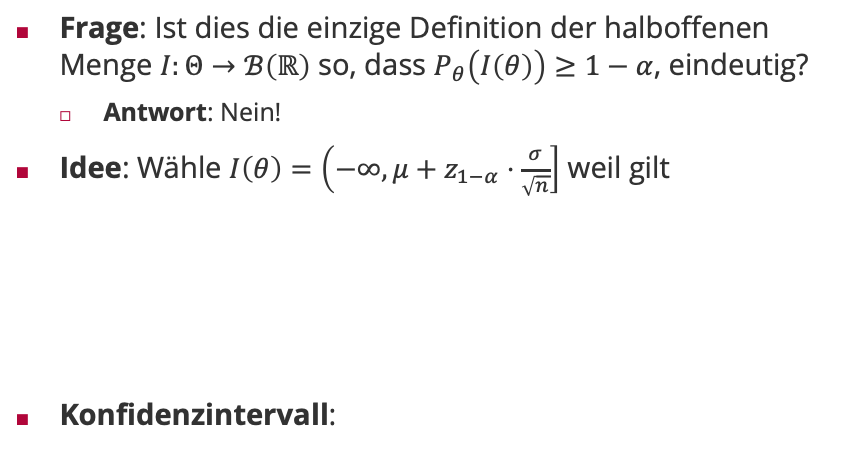 Frage: Ist dies die einzige Definition der halboffenen
Menge I: Θ → ℬ(ℝ) so, dass P_θ(I(θ)) ≥ 1 − α, eindeutig?
Antwort: Nein!
Idee: Wähle I(θ) = (−∞, μ + z_{1−α} · σ/√n] weil gilt
Konfidenzintervall: